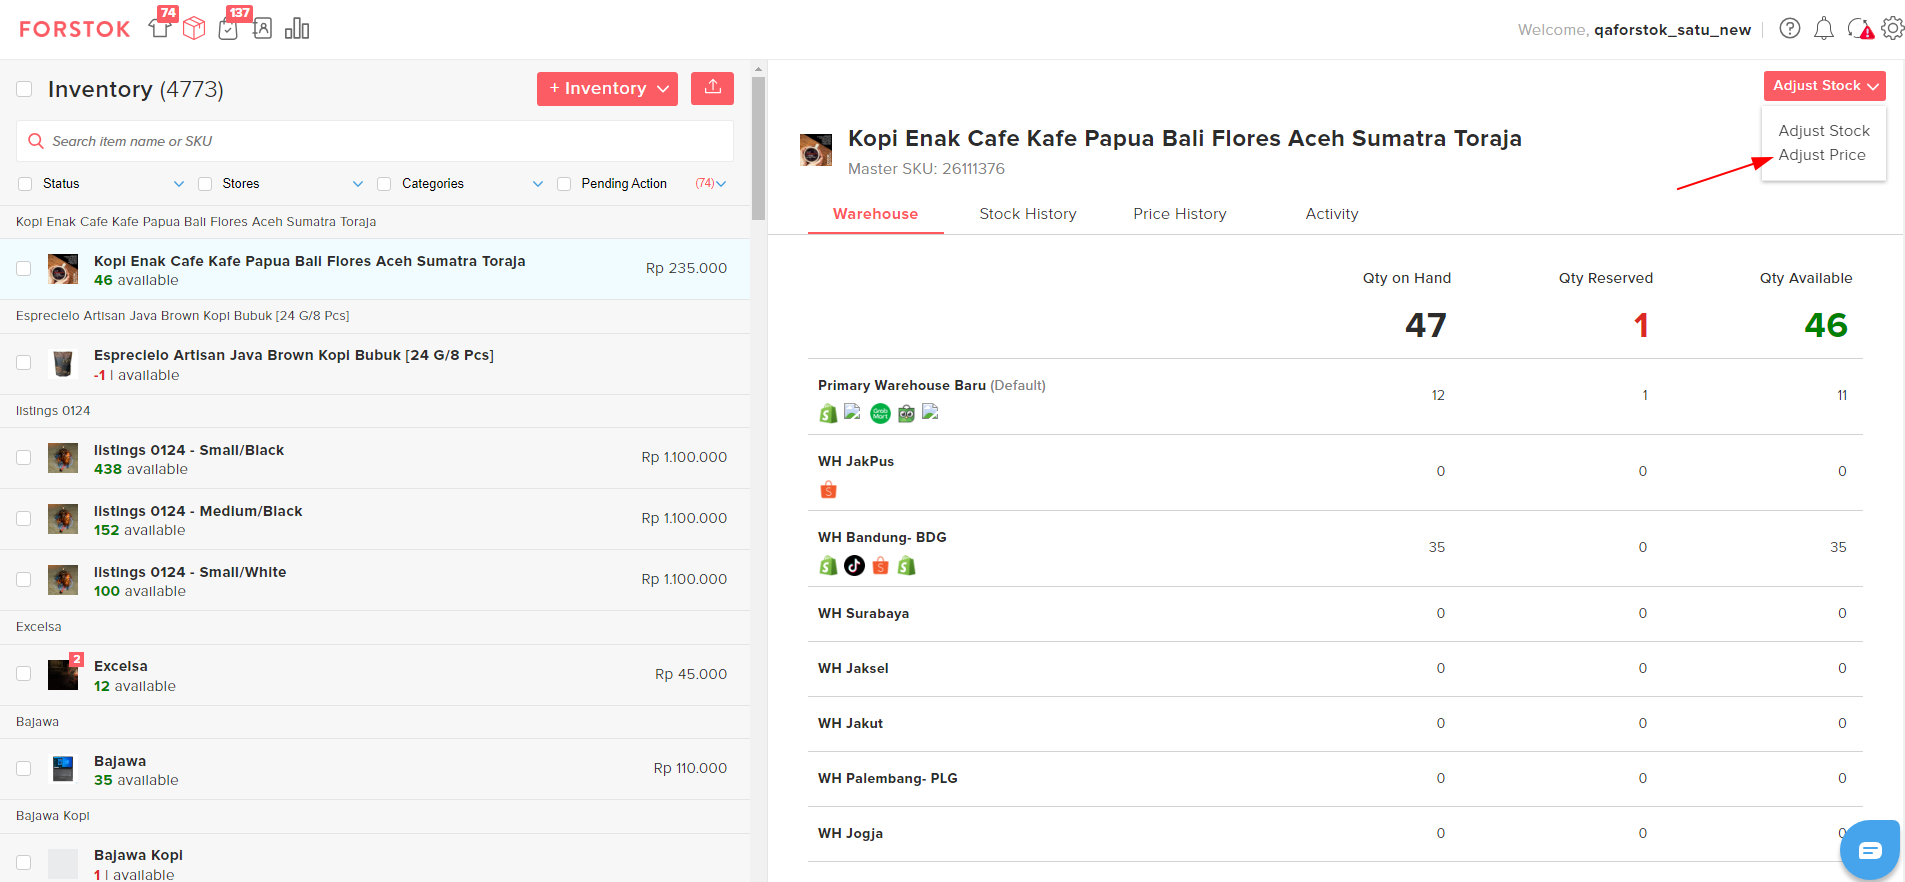 FORSTOK
74
137
Welcome, qaforstok_satu_new
Inventory (4773)
+ Inventory
Search item name or SKU
Status
Stores
Categories
Pending Action (74)
Kopi Enak Cafe Kafe Papua Bali Flores Aceh Sumatra Toraja
Kopi Enak Cafe Kafe Papua Bali Flores Aceh Sumatra Toraja
46 available
Rp 235.000
Esprecielo Artisan Java Brown Kopi Bubuk [24 G/8 Pcs]
Esprecielo Artisan Java Brown Kopi Bubuk [24 G/8 Pcs]
-1 | available
listings 0124
listings 0124 - Small/Black
438 available
Rp 1.100.000
listings 0124 - Medium/Black
152 available
Rp 1.100.000
listings 0124 - Small/White
100 available
Rp 1.100.000
Excelsa
2
Excelsa
12 available
Rp 45.000
Bajawa
Bajawa
35 available
Rp 110.000
Bajawa Kopi
Bajawa Kopi
1 | available
Adjust Stock
Adjust Stock
Adjust Price
Kopi Enak Cafe Kafe Papua Bali Flores Aceh Sumatra Toraja
Master SKU: 26111376
Warehouse Stock History Price History Activity
Qty on Hand Qty Reserved Qty Available
47 1 46
Primary Warehouse Baru (Default)
12 1 11
Grab Mart
WH JakPus
0 0 0
WH Bandung- BDG
35 0 35
WH Surabaya 0 0 0
WH Jaksel 0 0 0
WH Jakut 0 0 0
WH Palembang- PLG 0 0 0
WH Jogja 0 0 0